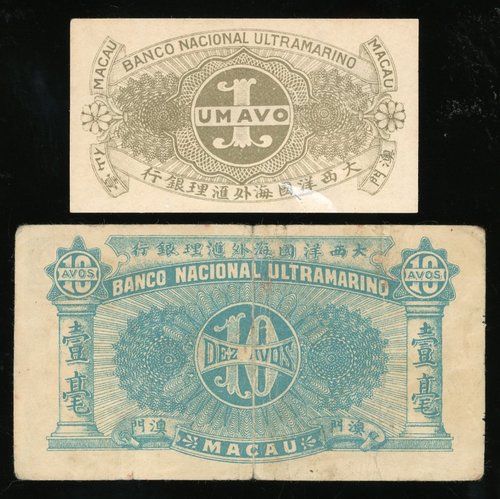 BANCO NACIONAL ULTRAMARINO
MACAU
MACAU
1
UM AVO
壹仙
澳門
行銀理滙外海國洋西大
行銀理滙外海國洋西大
BANCO NACIONAL ULTRAMARINO
10
AVOS
10
AVOS
10
DEZ AVOS
壹毫
壹毫
門澳
門澳
MACAU